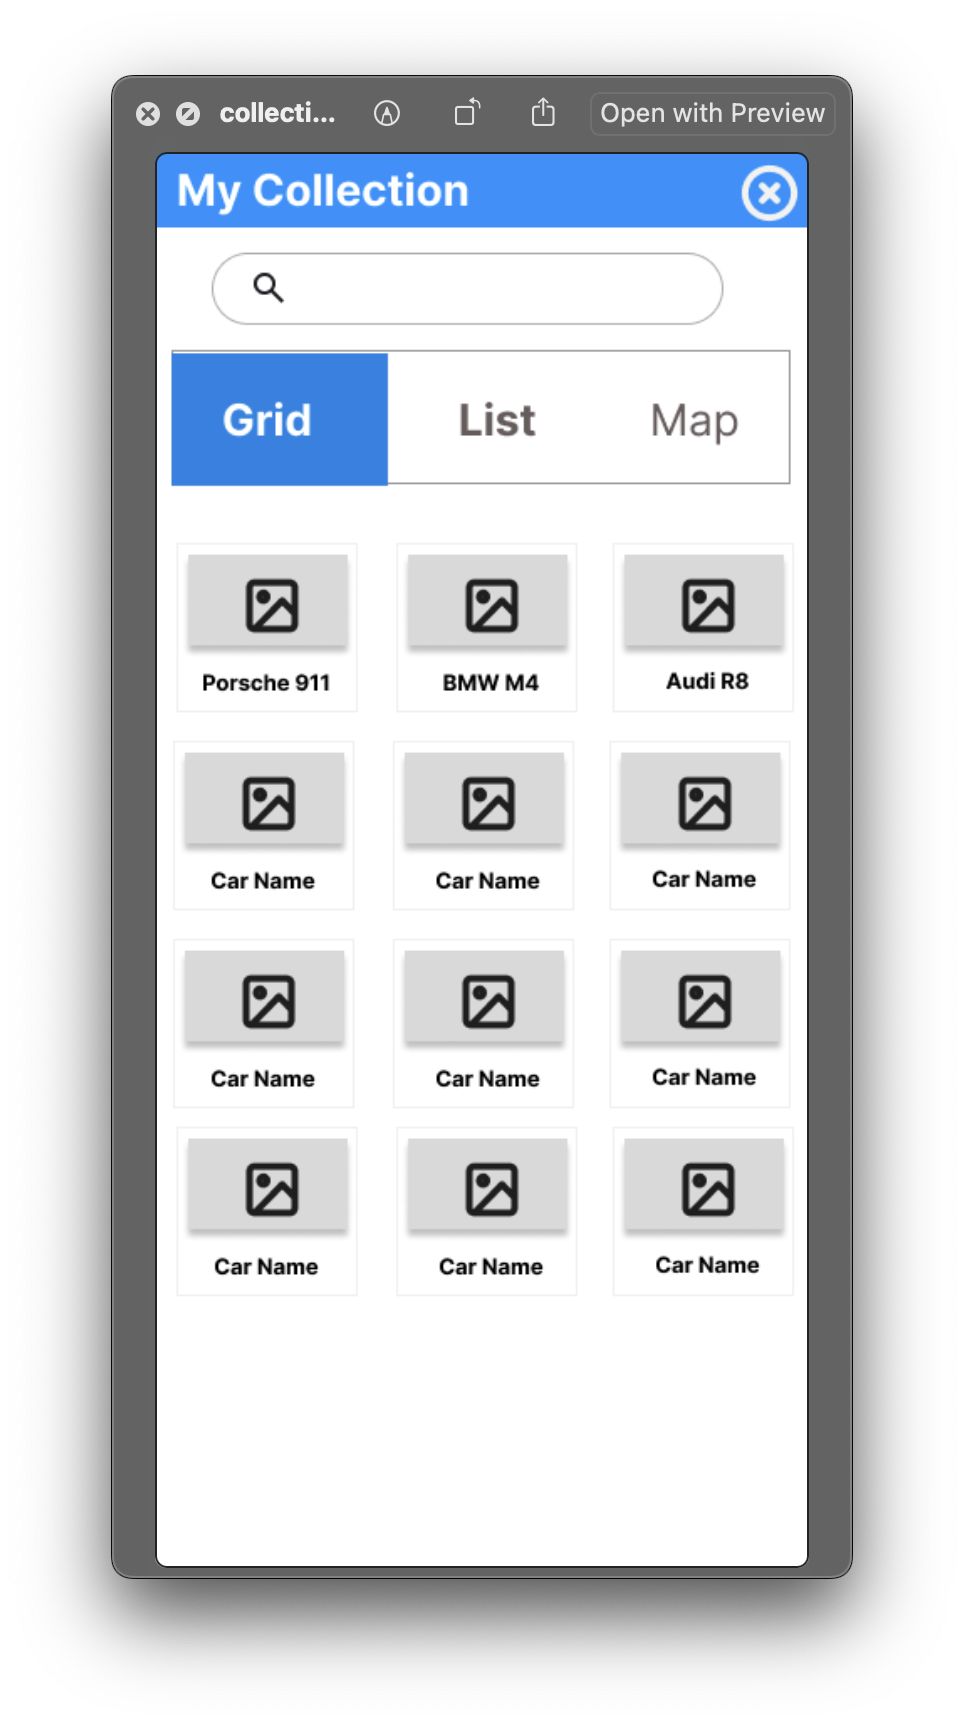 collecti...
Open with Preview
My Collection
Grid List Map
Porsche 911 BMW M4 Audi R8
Car Name Car Name Car Name
Car Name Car Name Car Name
Car Name Car Name Car Name